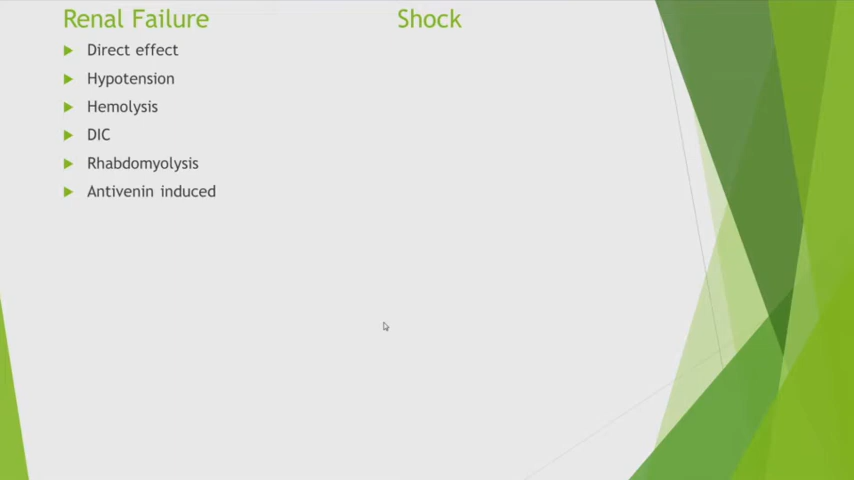 Renal Failure
Direct effect
Hypotension
Hemolysis
DIC
Rhabdomyolysis
Antivenin induced
Shock